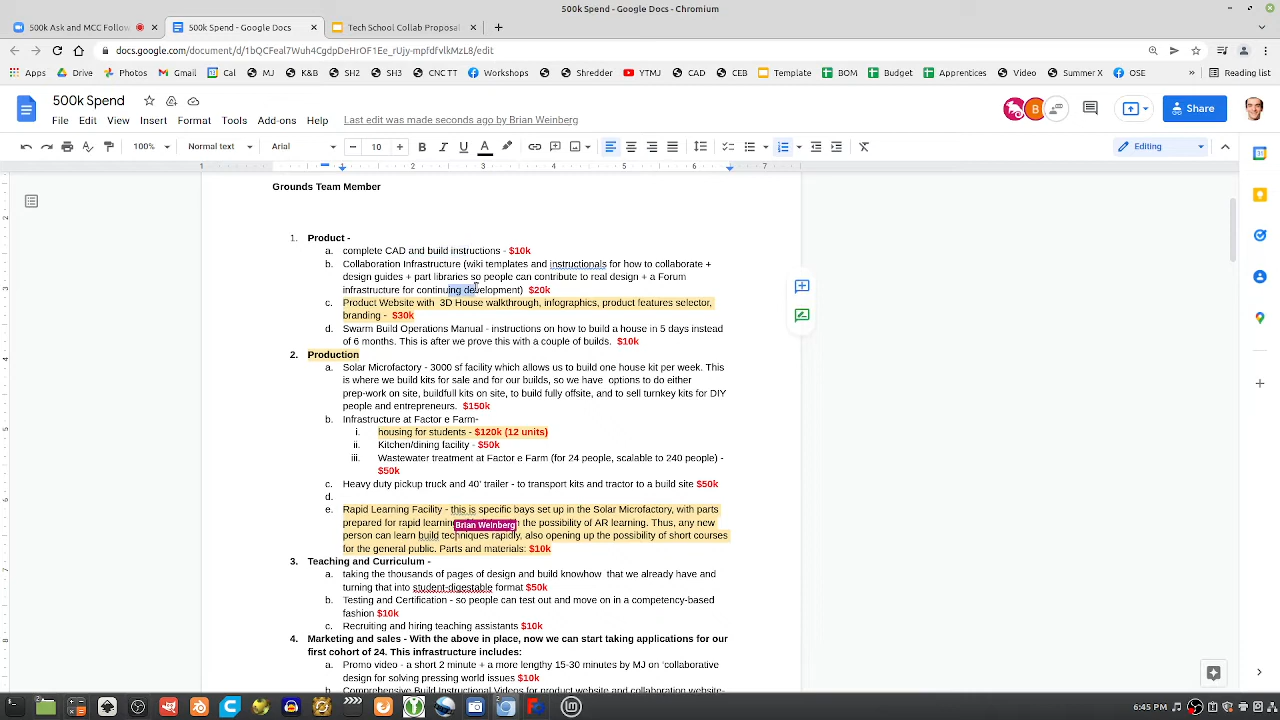 500k Spend - Google Docs - Chromium
500k Ask and MCC Follow
500k Spend - Google Docs
Tech School Collab Proposal
docs.google.com/document/d/1bQCFeal7Wuh4CgdpDeHrOF1Ee_rUjy-mpfdfvlkMzL8/edit
Apps Drive Photos Gmail Cal MJ K&B SH2 SH3 CNC TT Workshops Shredder YTMJ CAD CEB Template BOM Budget Apprentices Video Summer X OSE » Reading list
500k Spend
File Edit View Insert Format Tools Add-ons Help Last edit was made seconds ago by Brian Weinberg
B
Share
100% Normal text Arial 10 B I U A Editing
1 1 2 3 4 5 6 7
Grounds Team Member
1. Product -
a. complete CAD and build instructions - $10k
b. Collaboration Infrastructure (wiki templates and instructionals for how to collaborate +
design guides + part libraries so people can contribute to real design + a Forum
infrastructure for continuing development) $20k
c. Product Website with 3D House walkthrough, infographics, product features selector,
branding - $30k
d. Swarm Build Operations Manual - instructions on how to build a house in 5 days instead
of 6 months. This is after we prove this with a couple of builds. $10k
2. Production
a. Solar Microfactory - 3000 sf facility which allows us to build one house kit per week. This
is where we build kits for sale and for our builds, so we have options to do either
prep-work on site, buildfull kits on site, to build fully offsite, and to sell turnkey kits for DIY
people and entrepreneurs. $150k
b. Infrastructure at Factor e Farm-
i. housing for students - $120k (12 units)
ii. Kitchen/dining facility - $50k
iii. Wastewater treatment at Factor e Farm (for 24 people, scalable to 240 people) -
$50k
c. Heavy duty pickup truck and 40' trailer - to transport kits and tractor to a build site $50k
d.
e. Rapid Learning Facility - this is specific bays set up in the Solar Microfactory, with parts
prepared for rapid learning Brian Weinberg the possibility of AR learning. Thus, any new
person can learn build techniques rapidly, also opening up the possibility of short courses
for the general public. Parts and materials: $10k
3. Teaching and Curriculum -
a. taking the thousands of pages of design and build knowhow that we already have and
turning that into student-digestable format $50k
b. Testing and Certification - so people can test out and move on in a competency-based
fashion $10k
c. Recruiting and hiring teaching assistants $10k
4. Marketing and sales - With the above in place, now we can start taking applications for our
first cohort of 24. This infrastructure includes:
a. Promo video - a short 2 minute + a more lengthy 15-30 minutes by MJ on 'collaborative
design for solving pressing world issues $10k
b. Comprehensive Build Instructional Videos for product website and collaboration website-
6:45 PM